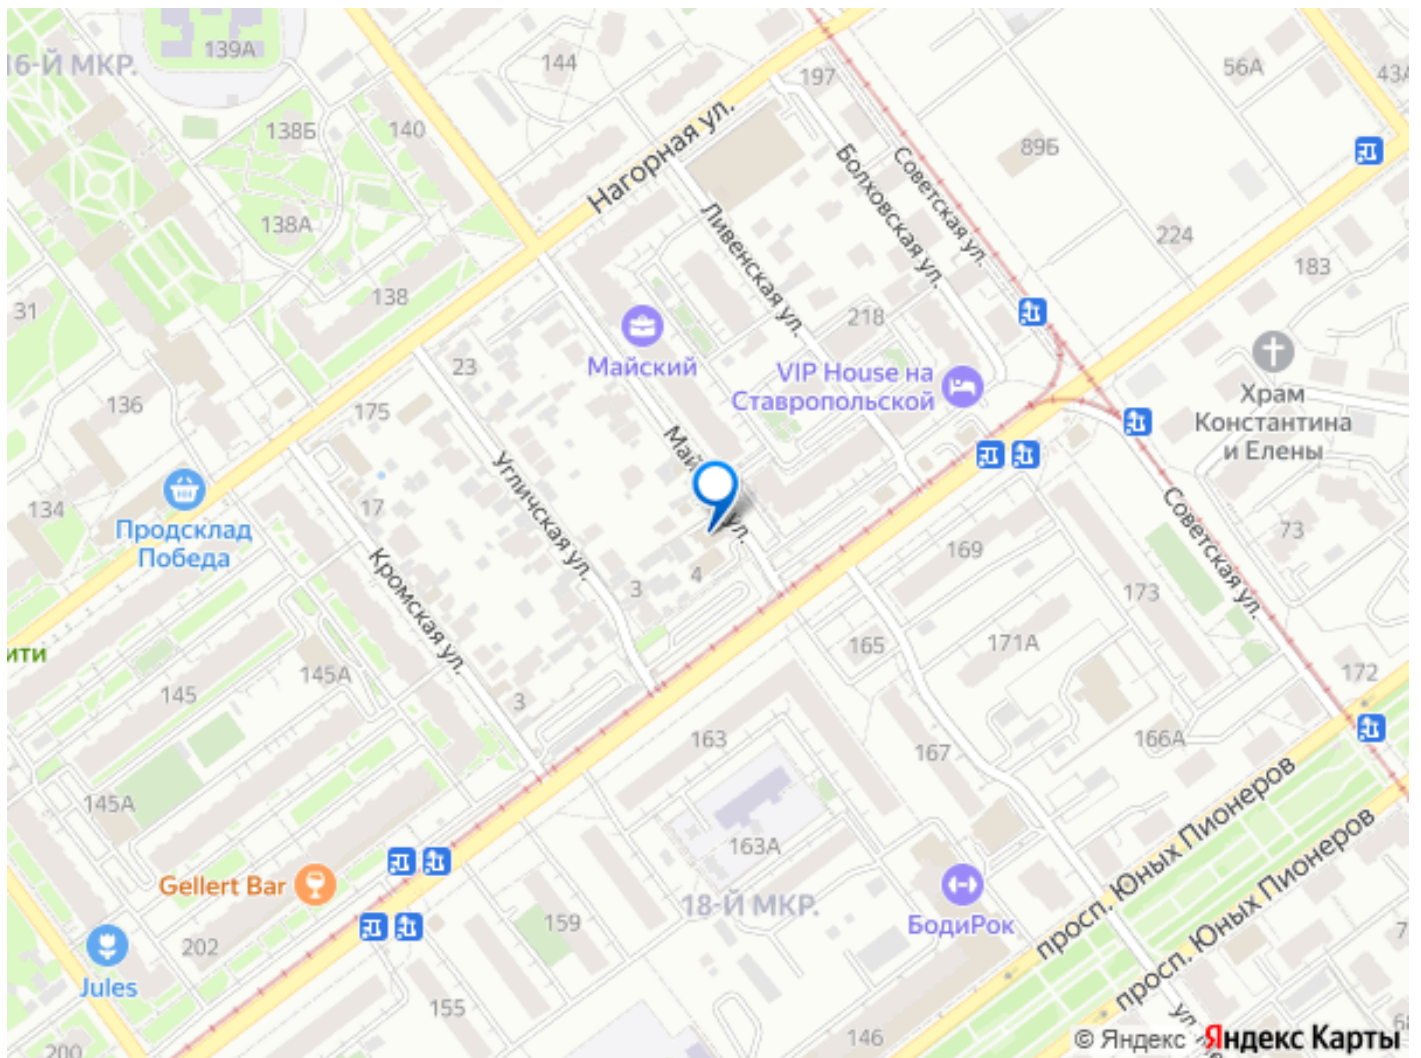 139А
16-Й МКР.
144
197
56А
43А
138Б
140
Нагорная ул.
89Б
Болховская ул.
Советская ул.
138А
Ливенская ул.
224
183
31
138
218
Майский
23
VIP House на
Ставропольской
Храм
Константина
и Елены
136
175
Угличская ул.
134
17
Продсклад
Победа
Кромская ул.
ул.
Советская ул.
73
169
4
3
173
165
171А
ити
145
145А
3
172
163
167
166А
145А
163А
просп. Юных Пионеров
просп. Юных Пионеров
Gellert Bar
18-Й МКР.
БодиРок
159
202
Jules
155
146
200
ул.
© Яндекс
Яндекс Карты